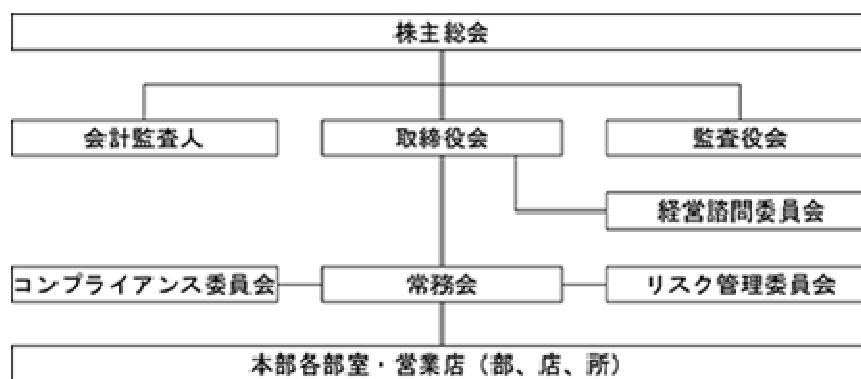 株主総会
会計監査人
取締役会
監査役会
経営諮問委員会
コンプライアンス委員会
常務会
リスク管理委員会
本部各部室・営業店（部、店、所）